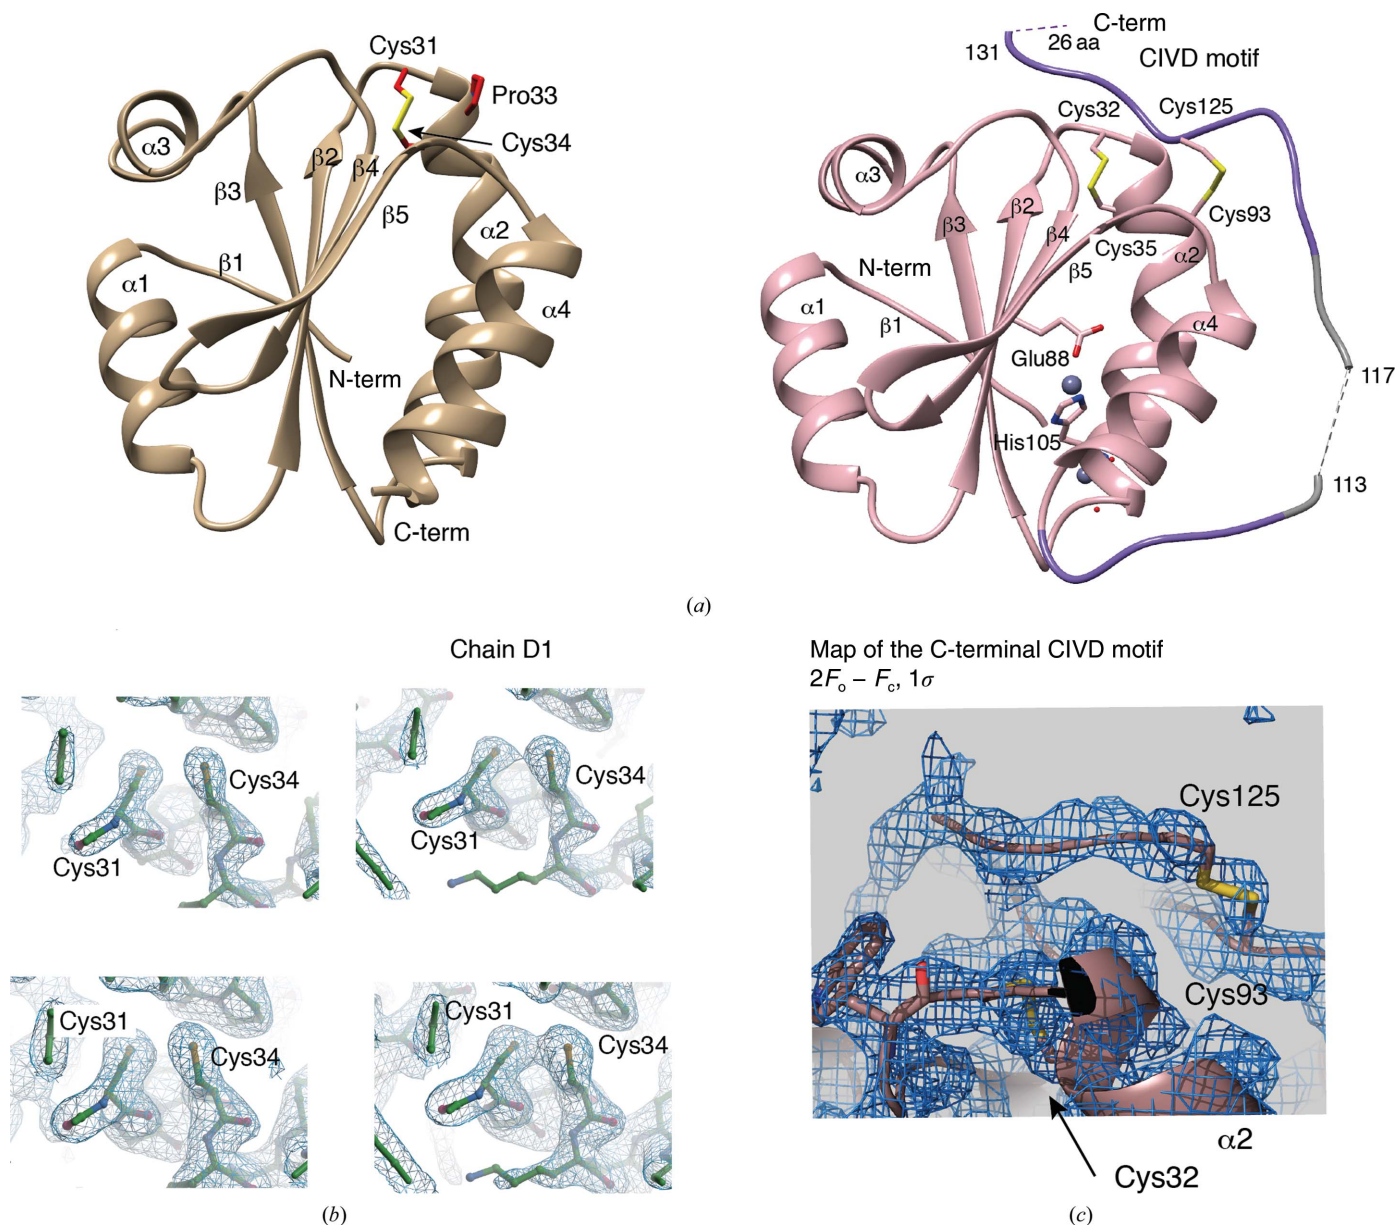 Cys31
Pro33
Cys34
α3
β2
β4
β3
β5
α2
β1
α1
α4
N-term
C-term
C-term
131
26 aa
CIVD motif
Cys32
Cys125
α3
β2
β3
β4
Cys93
Cys35
α2
β5
N-term
α1
β1
α4
Glu88
117
His105
113
(a)
Chain D1
Cys34
Cys31
Cys34
Cys31
Cys31
Cys34
Cys31
Cys34
(b)
Map of the C-terminal CIVD motif
2Fo – Fc, 1σ
Cys125
Cys93
α2
Cys32
(c)